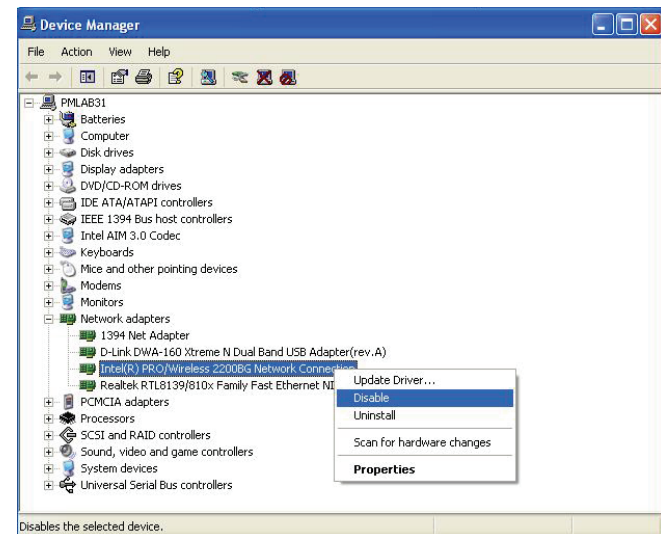 Device Manager
File Action View Help
PMLAB31
Batteries
Computer
Disk drives
Display adapters
DVD/CD-ROM drives
IDE ATA/ATAPI controllers
IEEE 1394 Bus host controllers
Intel AIM 3.0 Codec
Keyboards
Mice and other pointing devices
Modems
Monitors
Network adapters
1394 Net Adapter
D-Link DWA-160 Xtreme N Dual Band USB Adapter(rev.A)
Intel(R) PRO/Wireless 2200BG Network Connection
Realtek RTL8139/810x Family Fast Ethernet NI
Update Driver...
Disable
Uninstall
Scan for hardware changes
Properties
PCMCIA adapters
Processors
SCSI and RAID controllers
Sound, video and game controllers
System devices
Universal Serial Bus controllers
Disables the selected device.